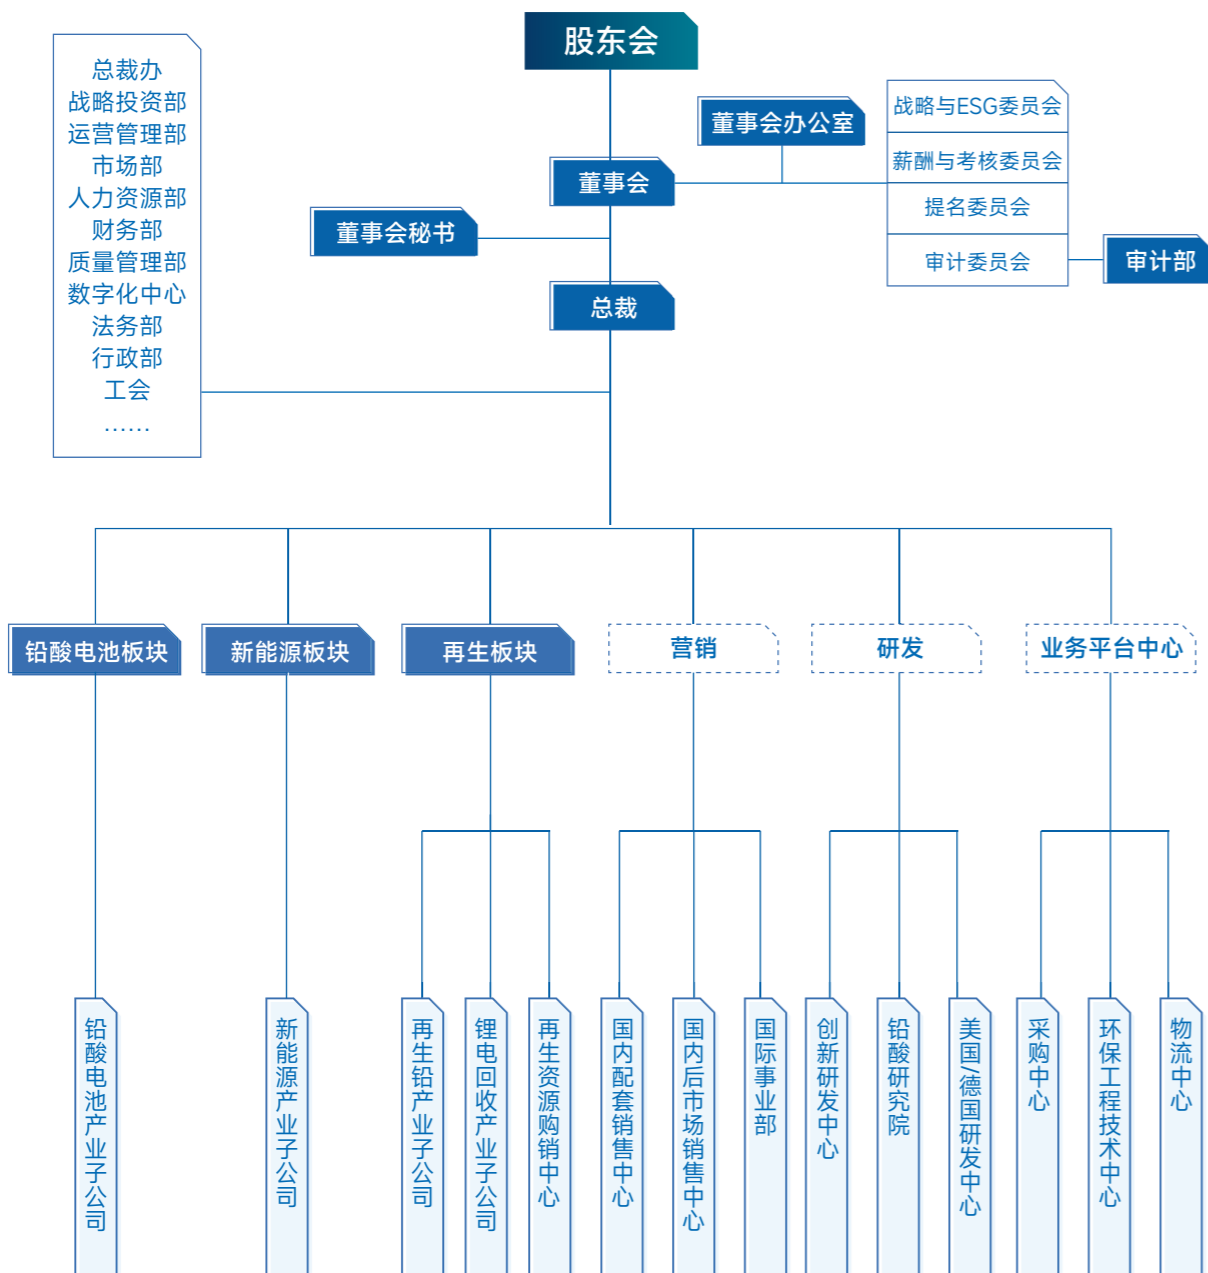 股东会
总裁办
战略投资部
运营管理部
市场部
人力资源部
财务部
质量管理部
数字化中心
法务部
行政部
工会
......
董事会办公室
战略与ESG委员会
薪酬与考核委员会
提名委员会
审计委员会
审计部
董事会
董事会秘书
总裁
铅酸电池板块
新能源板块
再生板块
营销
研发
业务平台中心
铅酸电池产业子公司
新能源产业子公司
再生铅产业子公司
锂电回收产业子公司
再生资源购销中心
国内配套销售中心
国内后市场销售中心
国际事业部
创新研发中心
铅酸研究院
美国/德国研发中心
采购中心
环保工程技术中心
物流中心